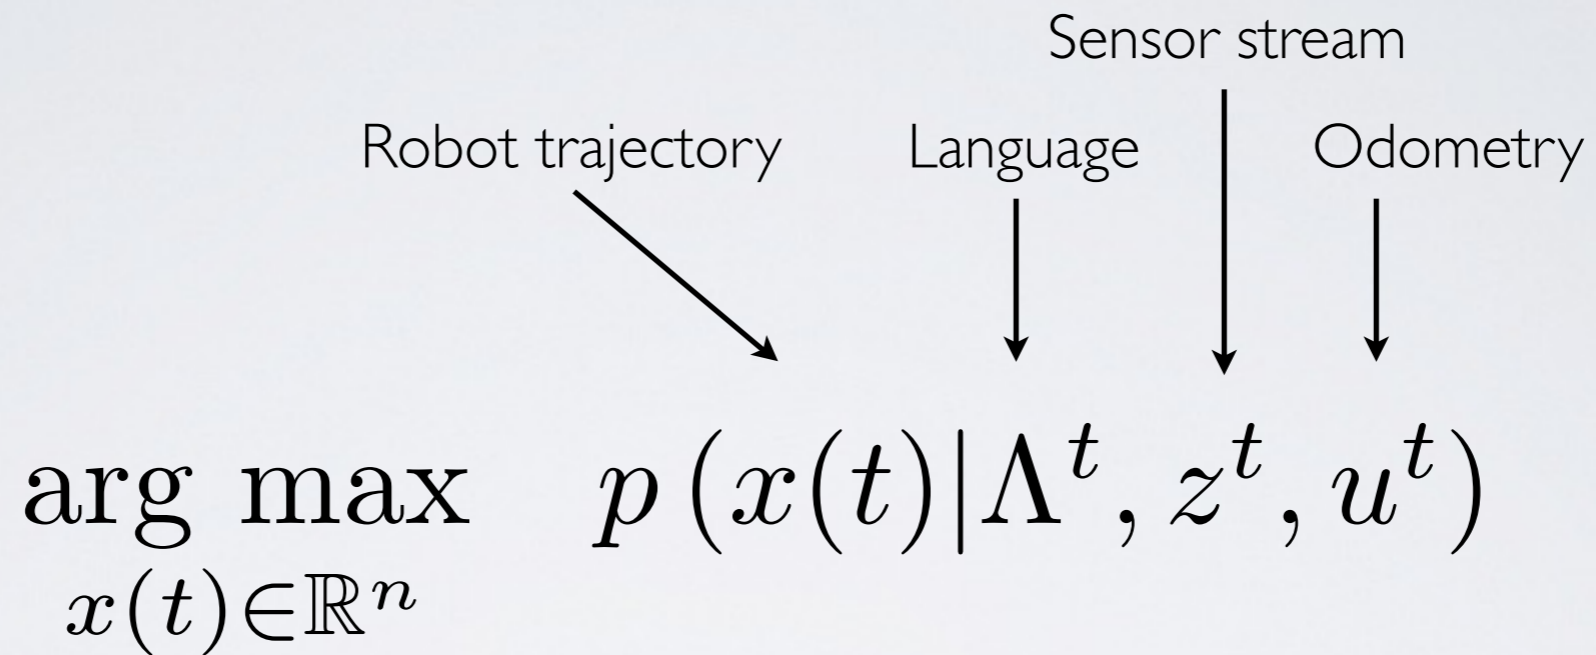 Sensor stream
Robot trajectory Language Odometry
arg max p (x(t)|Λ^t, z^t, u^t)
x(t)∈ℝ^n